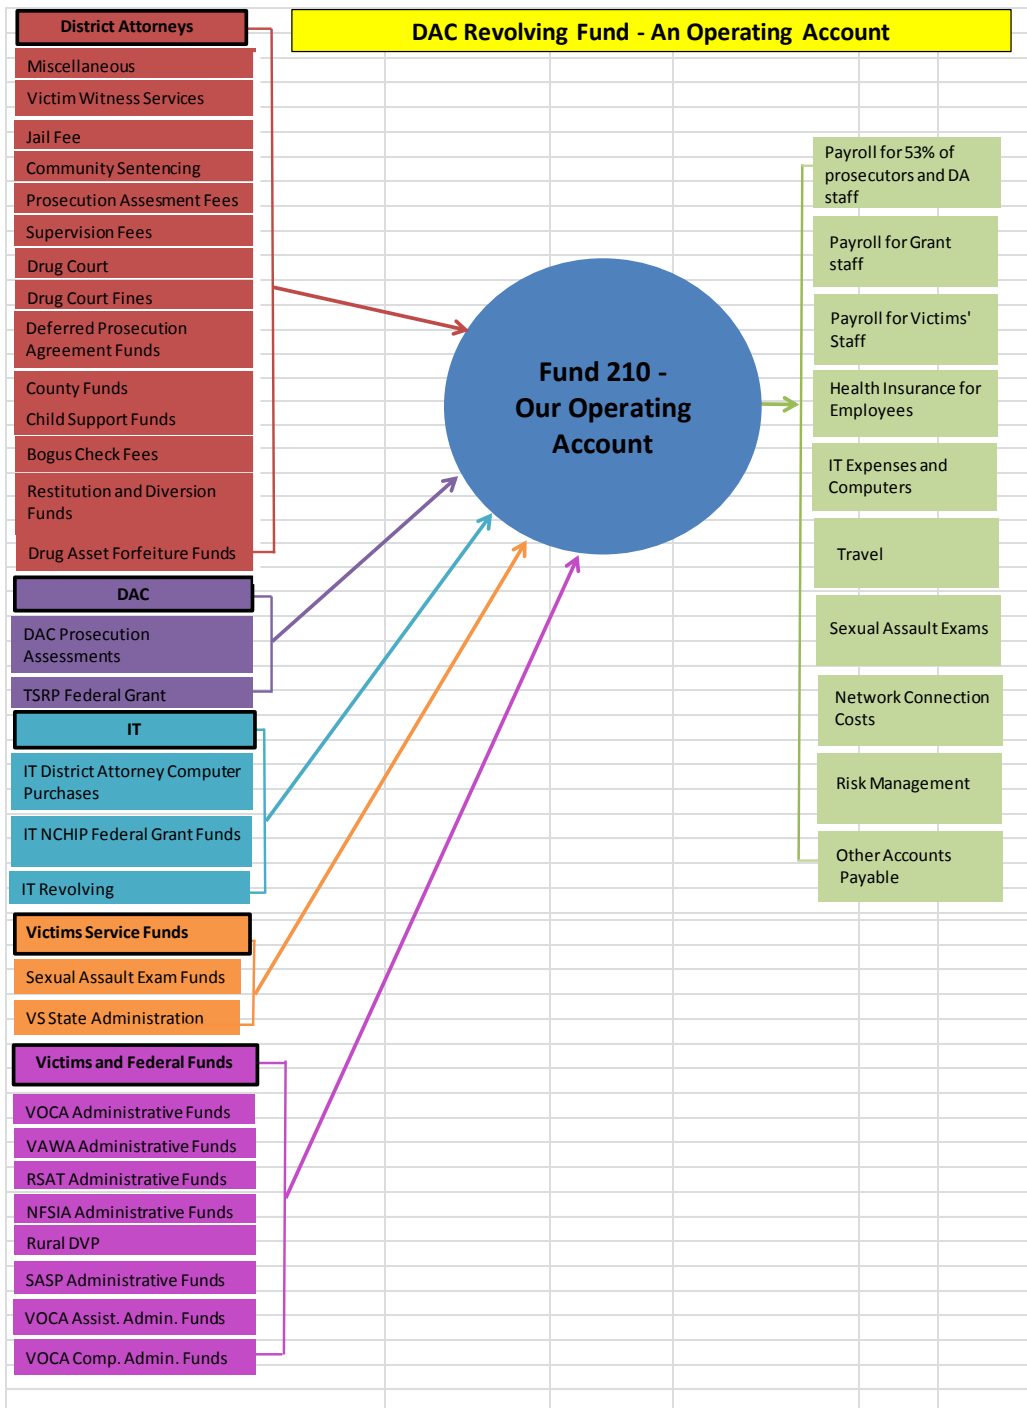 DAC Revolving Fund - An Operating Account
District Attorneys
Miscellaneous
Victim Witness Services
Jail Fee
Community Sentencing
Prosecution Assesment Fees
Supervision Fees
Drug Court
Drug Court Fines
Deferred Prosecution
Agreement Funds
County Funds
Child Support Funds
Bogus Check Fees
Restitution and Diversion
Funds
Drug Asset Forfeiture Funds
DAC
DAC Prosecution
Assessments
TSRP Federal Grant
IT
IT District Attorney Computer
Purchases
IT NCHIP Federal Grant Funds
IT Revolving
Victims Service Funds
Sexual Assault Exam Funds
VS State Administration
Victims and Federal Funds
VOCA Administrative Funds
VAWA Administrative Funds
RSAT Administrative Funds
NFSIA Administrative Funds
Rural DVP
SASP Administrative Funds
VOCA Assist. Admin. Funds
VOCA Comp. Admin. Funds
Fund 210 -
Our Operating
Account
Payroll for 53% of
prosecutors and DA
staff
Payroll for Grant
staff
Payroll for Victims'
Staff
Health Insurance for
Employees
IT Expenses and
Computers
Travel
Sexual Assault Exams
Network Connection
Costs
Risk Management
Other Accounts
Payable